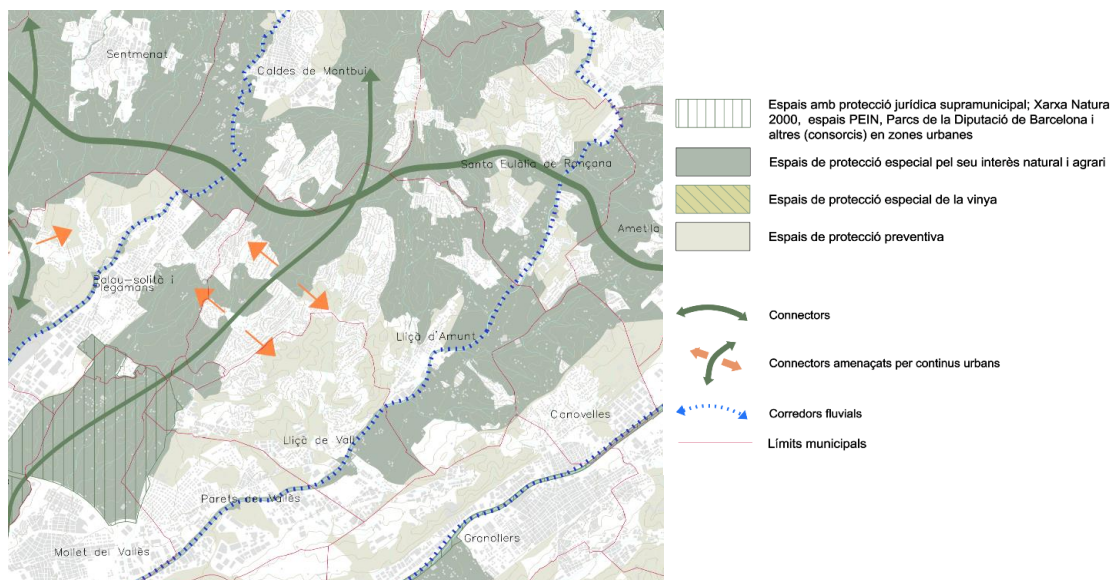 Sentmenat
Caldes de Montbui
Santa Eulàlia de Ronçana
Ametlla
Palau-solità i
Plegamans
Lliçà d'Amunt
Canovelles
Lliçà de Vall
Parets del Vallès
Granollers
Mollet del Vallès
Espais amb protecció jurídica supramunicipal; Xarxa Natura
2000, espais PEIN, Parcs de la Diputació de Barcelona i
altres (consorcis) en zones urbanes
Espais de protecció especial pel seu interès natural i agrari
Espais de protecció especial de la vinya
Espais de protecció preventiva
Connectors
Connectors amenaçats per continus urbans
Corredors fluvials
Límits municipals